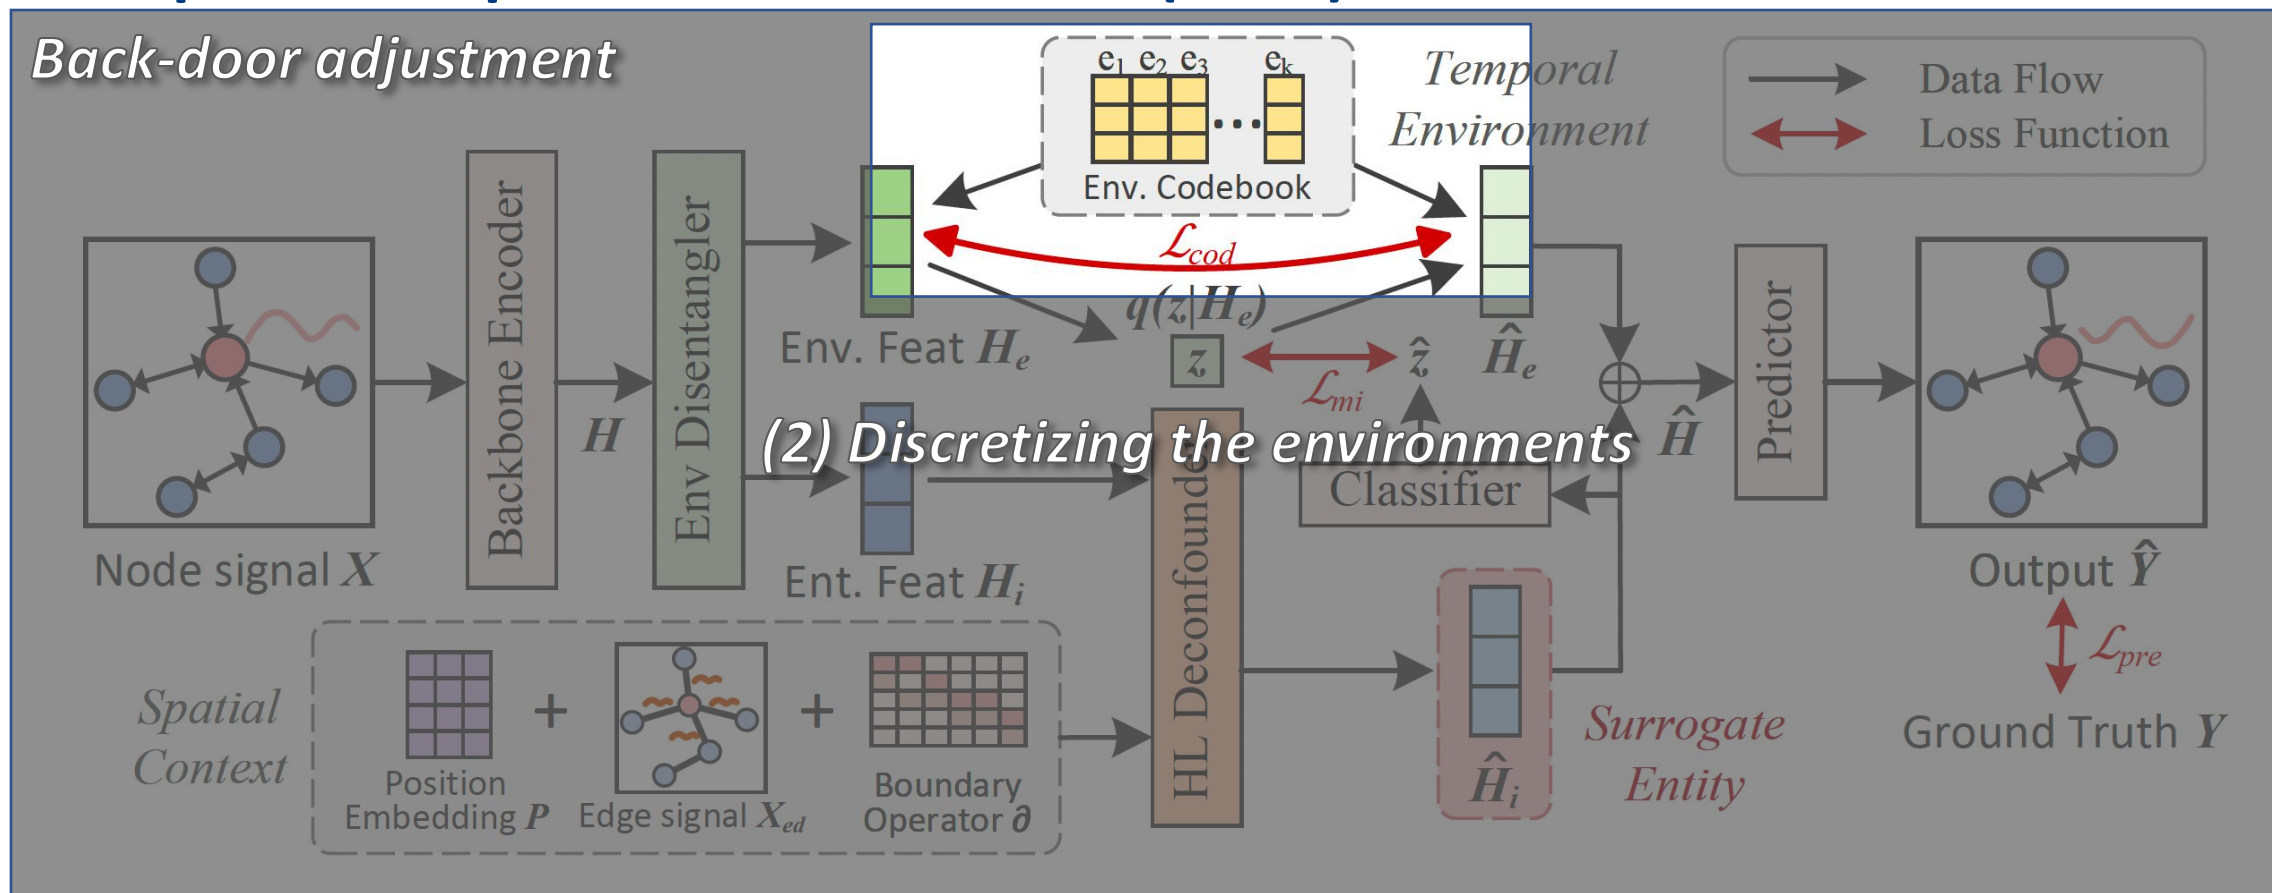 Back-door adjustment
e1 e2 e3 ek
Env. Codebook
Temporal
Environment
Data Flow
Loss Function
Backbone Encoder
Env Disentangler
ℒcod
q(z|He)
Env. Feat He
z
ẑ
Ĥe
ℒmi
H
(2) Discretizing the environments
Ĥ
Predictor
Classifier
Node signal X
Ent. Feat Hi
HL Deconfounder
Output Ŷ
ℒpre
Ground Truth Y
Spatial
Context
+
+
Position
Embedding P
Edge signal Xed
Boundary
Operator ∂
Ĥi
Surrogate
Entity